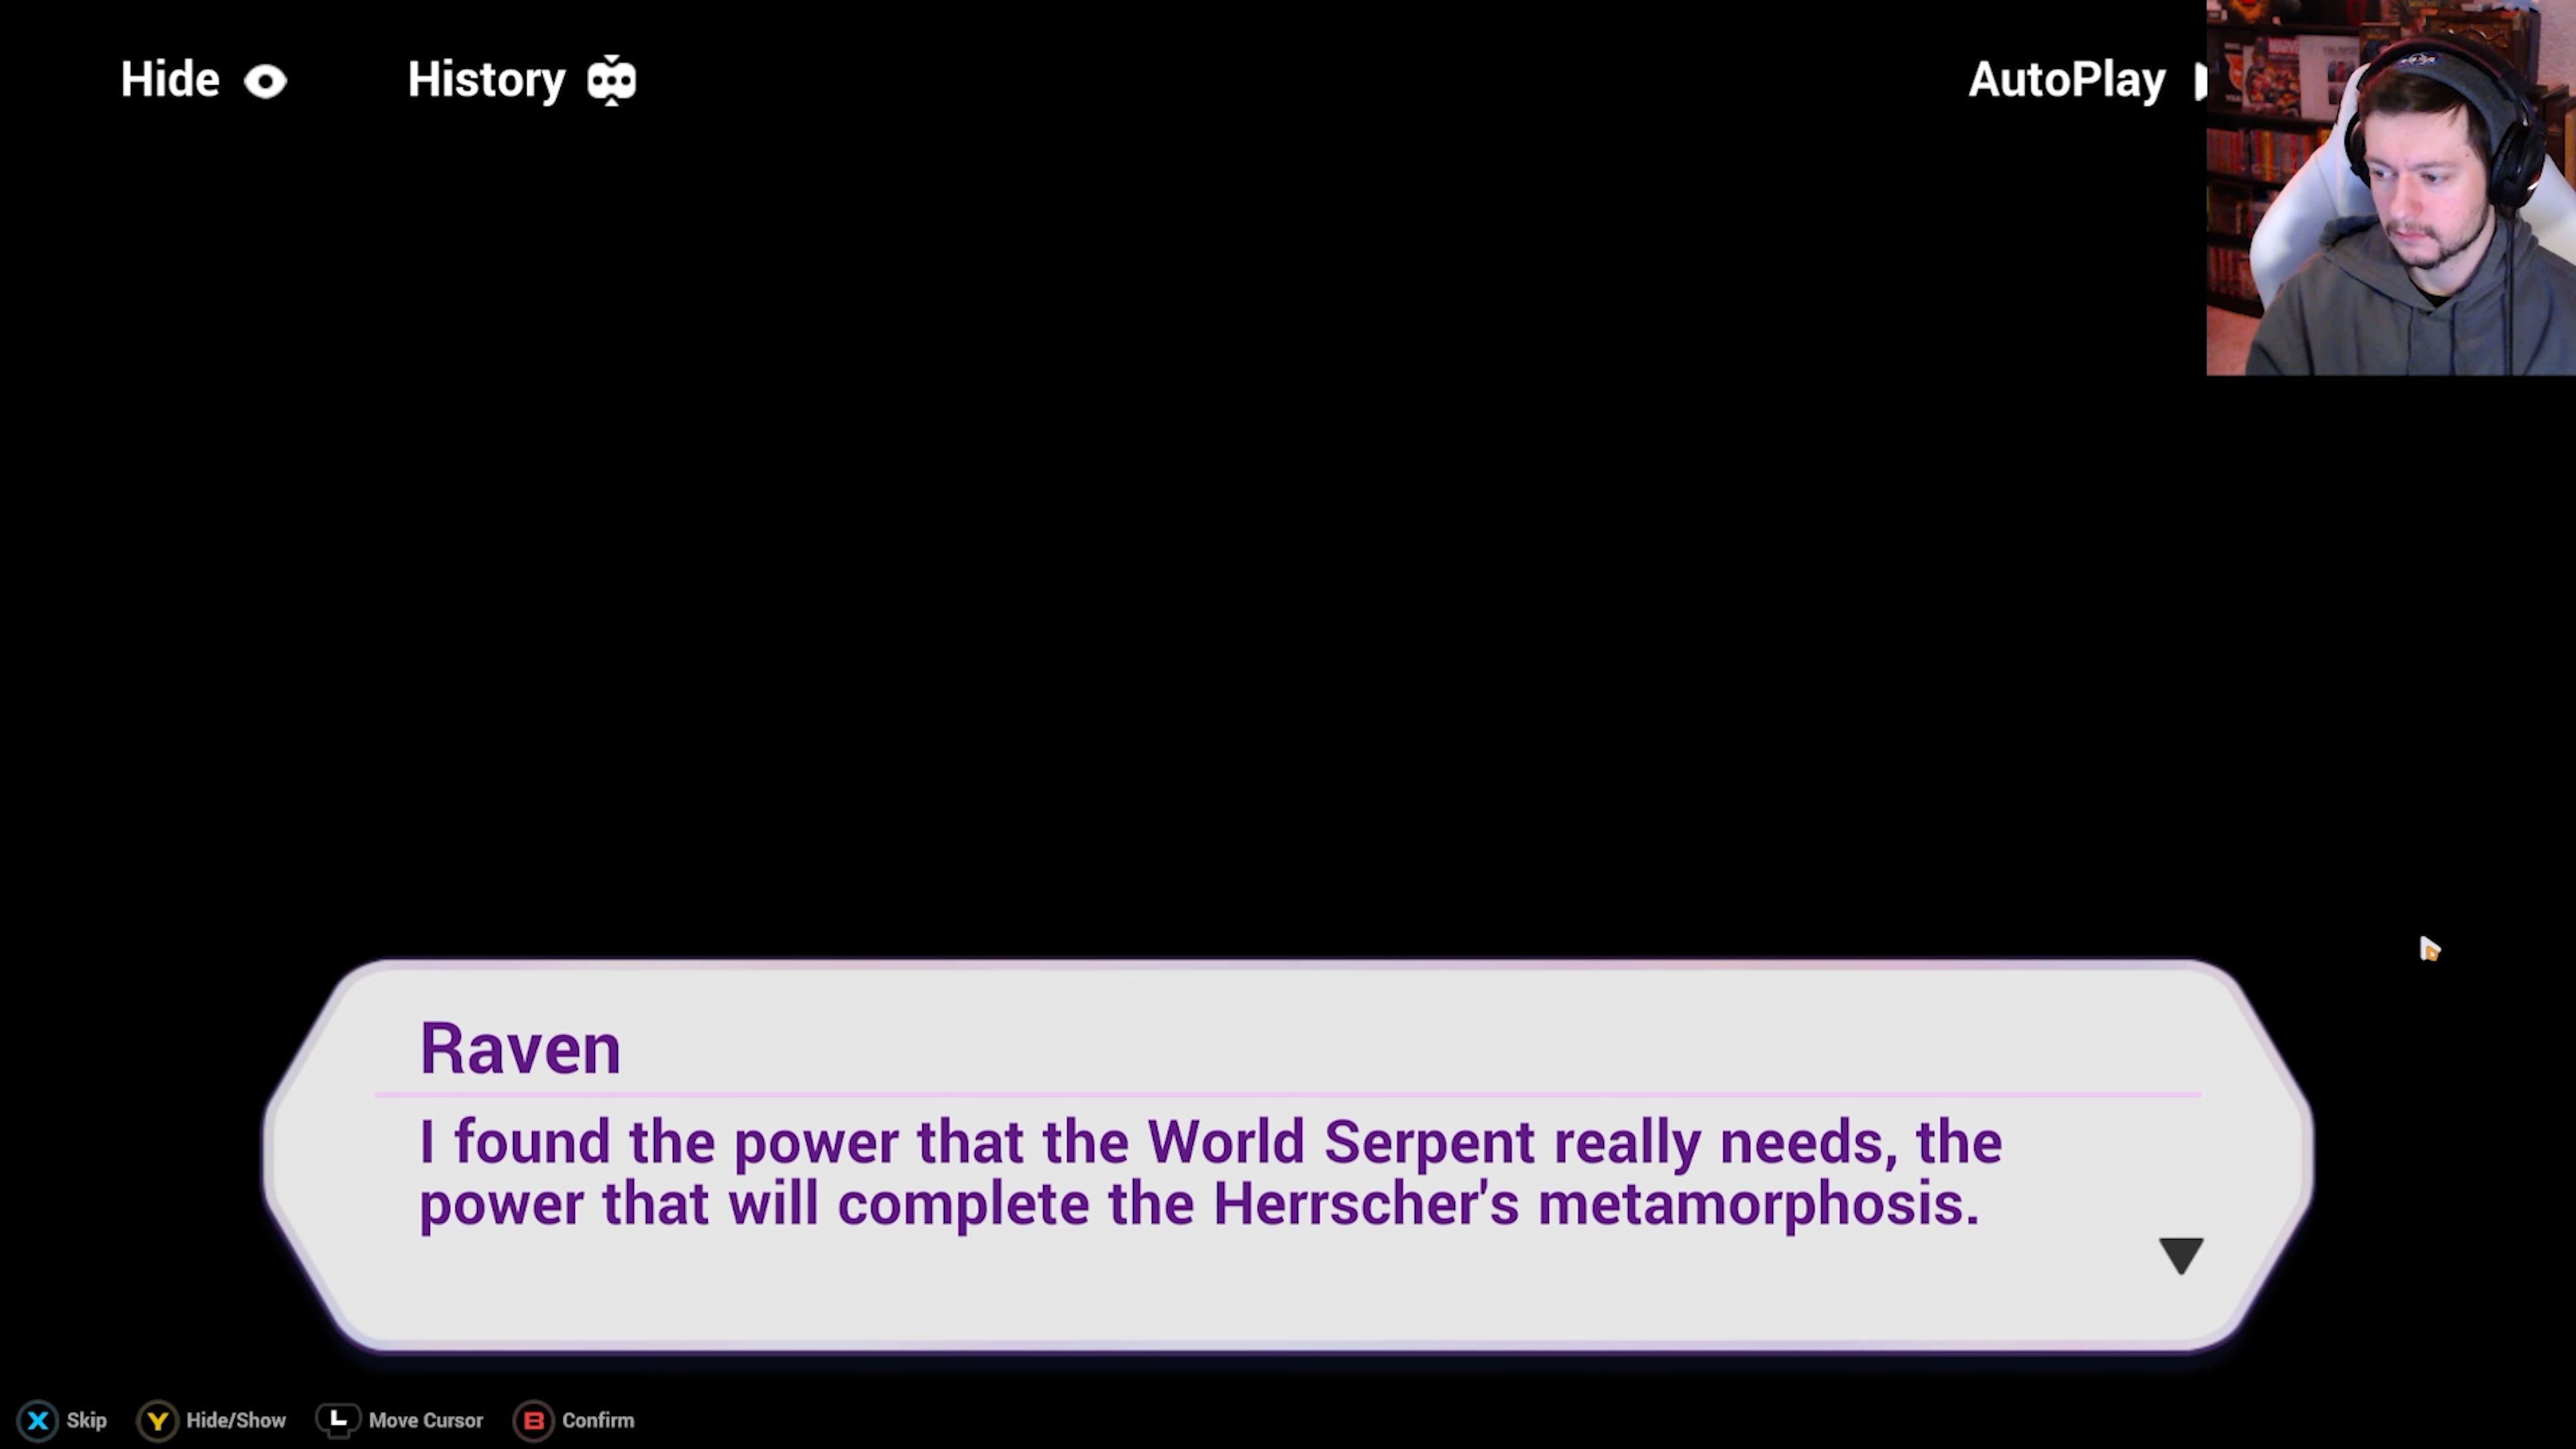 Hide
History
AutoPlay
Raven
I found the power that the World Serpent really needs, the
power that will complete the Herrscher's metamorphosis.
X Skip Y Hide/Show L Move Cursor B Confirm